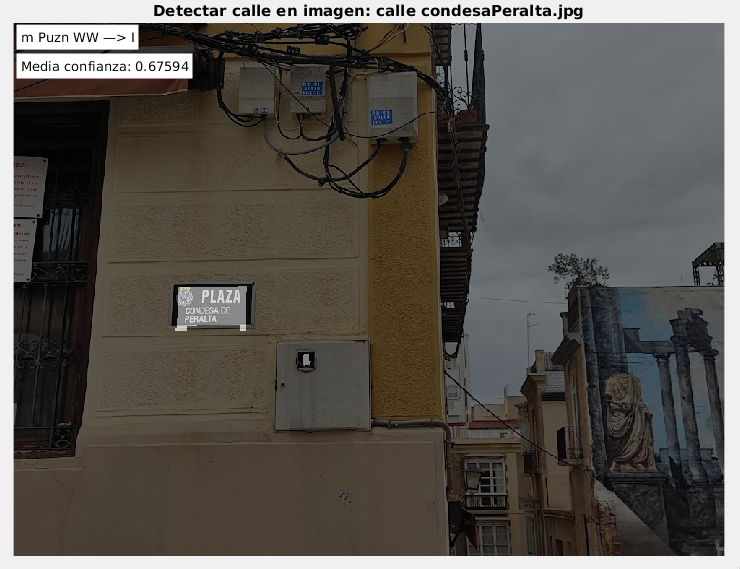 Detectar calle en imagen: calle condesaPeralta.jpg
m Puzn WW —> I
Media confianza: 0.67594
PLAZA
CONDESA DE
PERALTA